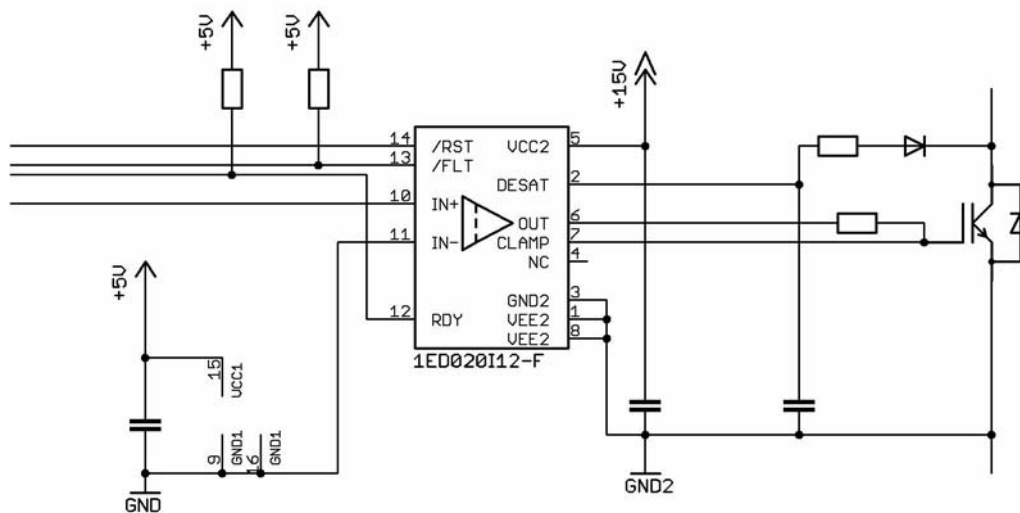 +5V
+5V
+15V
14 /RST VCC2 5
13 /FLT
DESAT 2
10 IN+
OUT 6
11 IN- CLAMP 7
NC 4
+5V
GND2 3
12 RDY VEE2 1
VEE2 8
1ED020I12-F
15 VCC1
9 GND1
16 GND1
GND
GND2